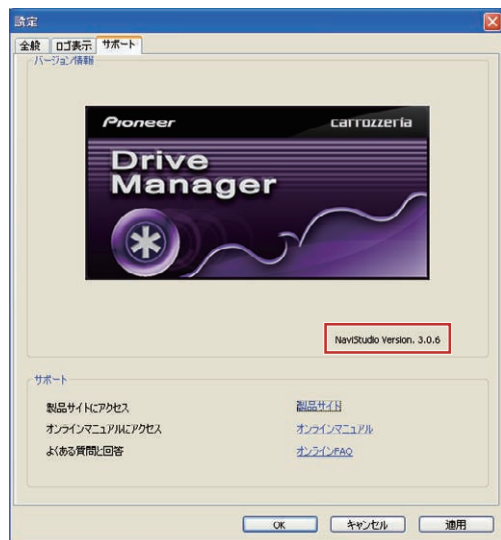 設定
全般 ロゴ表示 サポート
バージョン情報
Pioneer carrozzeria
Drive
Manager
NaviStudio Version. 3.0.6
サポート
製品サイトにアクセス 製品サイト
オンラインマニュアルにアクセス オンラインマニュアル
よくある質問と回答 オンラインFAQ
OK キャンセル 適用